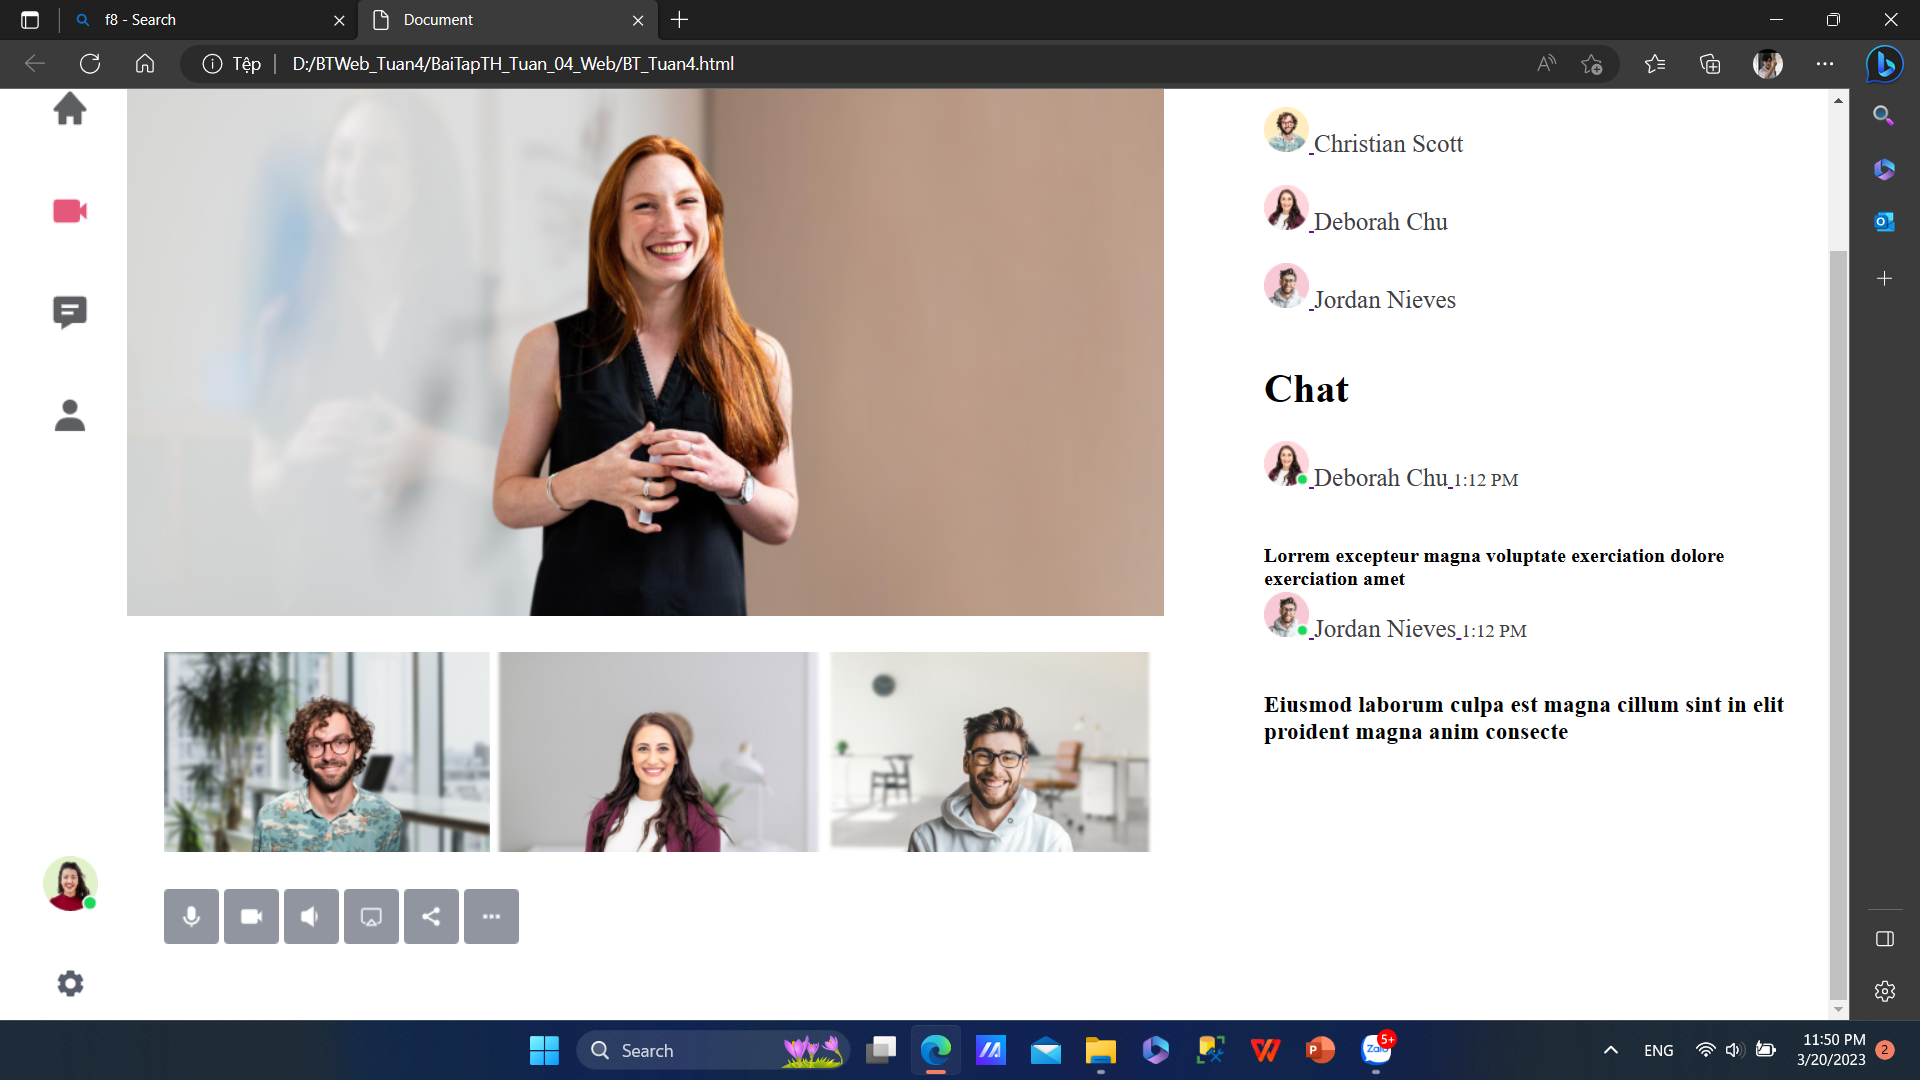 f8 - Search
Document
Tệp
D:/BTWeb_Tuan4/BaiTapTH_Tuan_04_Web/BT_Tuan4.html
Christian Scott
Deborah Chu
Jordan Nieves
Chat
Deborah Chu 1:12 PM
Lorrem excepteur magna voluptate exerciation dolore
exerciation amet
Jordan Nieves 1:12 PM
Eiusmod laborum culpa est magna cillum sint in elit
proident magna anim consecte
Search
Zalo
5+
ENG
11:50 PM
3/20/2023
2